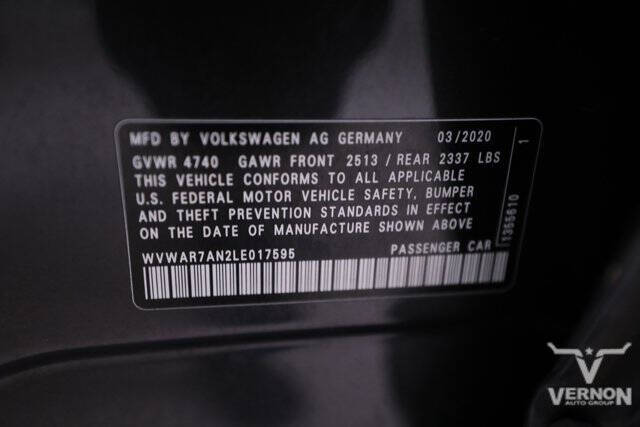 MFD BY VOLKSWAGEN AG GERMANY 03/2020
GVWR 4740 GAWR FRONT 2513 / REAR 2337 LBS
THIS VEHICLE CONFORMS TO ALL APPLICABLE
U.S. FEDERAL MOTOR VEHICLE SAFETY, BUMPER
AND THEFT PREVENTION STANDARDS IN EFFECT
ON THE DATE OF MANUFACTURE SHOWN ABOVE
WVWAR7AN2LE017595 PASSENGER CAR
1355610 1
VERNON
AUTO GROUP